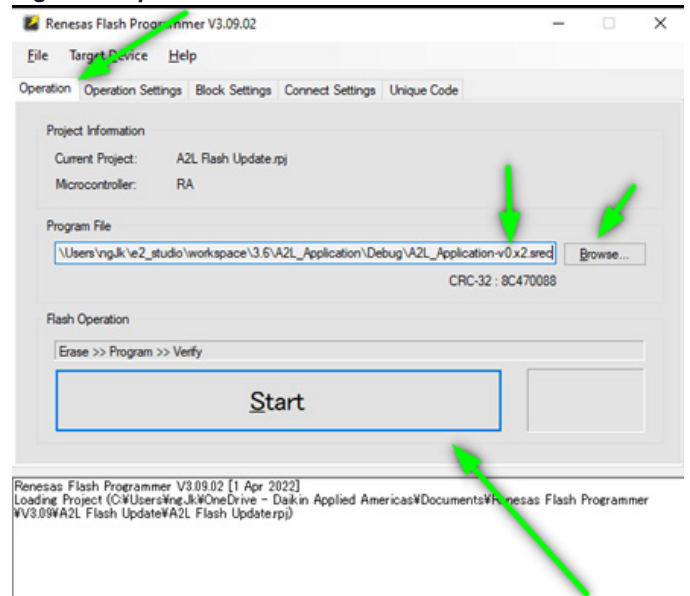 Renesas Flash Programmer V3.09.02
File Target Device Help
Operation Operation Settings Block Settings Connect Settings Unique Code
Project Information
Current Project: A2L Flash Update.rpj
Microcontroller: RA
Program File
\Users\ngJk\e2_studio\workspace\3.6\A2L_Application\Debug\A2L_Application-v0.x2.srec Browse...
CRC-32 : 8C470088
Flash Operation
Erase >> Program >> Verify
Start
Renesas Flash Programmer V3.09.02 [1 Apr 2022]
Loading Project (C:¥Users¥ngJk¥OneDrive - Daikin Applied Americas¥Documents¥Renesas Flash Programmer
¥V3.09¥A2L Flash Update¥A2L Flash Update.rpj)